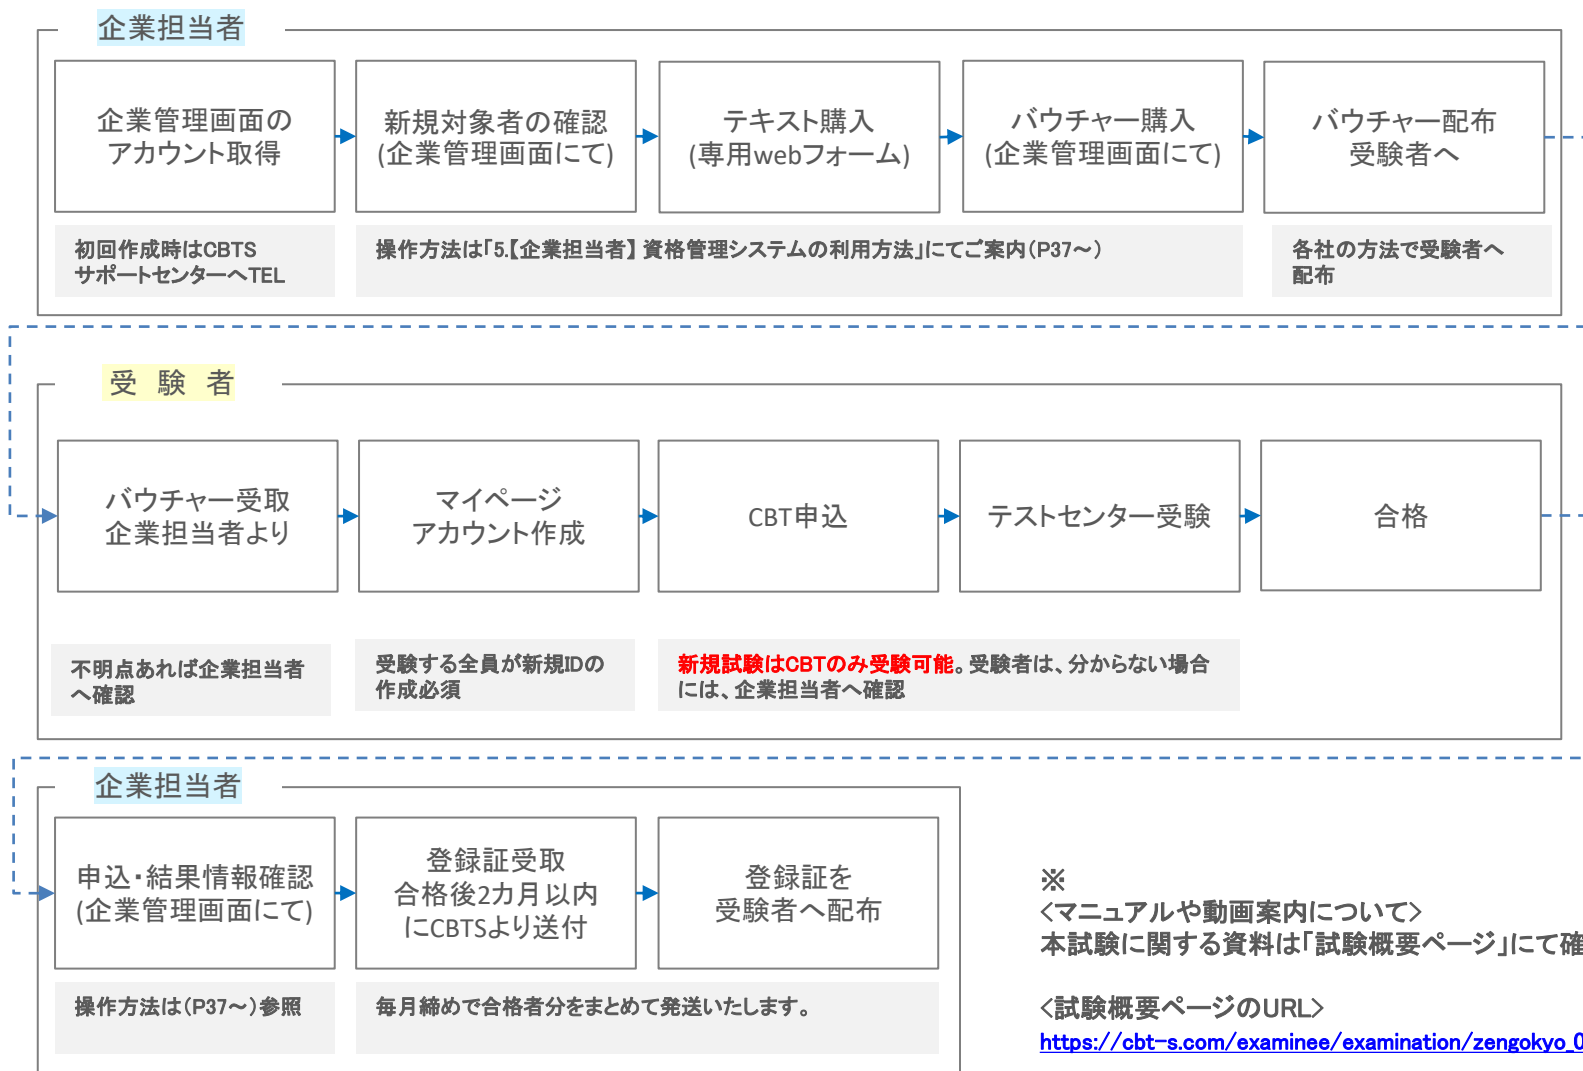 企業担当者
企業管理画面の
アカウント取得
新規対象者の確認
(企業管理画面にて)
テキスト購入
(専用webフォーム)
バウチャー購入
(企業管理画面にて)
バウチャー配布
受験者へ
初回作成時はCBTS
サポートセンターへTEL
操作方法は「5.【企業担当者】 資格管理システムの利用方法」にてご案内(P37～)
各社の方法で受験者へ
配布
受 験 者
バウチャー受取
企業担当者より
マイページ
アカウント作成
CBT申込
テストセンター受験
合格
不明点あれば企業担当者
へ確認
受験する全員が新規IDの
作成必須
新規試験はCBTのみ受験可能。受験者は、分からない場合
には、企業担当者へ確認
企業担当者
申込・結果情報確認
(企業管理画面にて)
登録証受取
合格後2カ月以内
にCBTSより送付
登録証を
受験者へ配布
操作方法は(P37～)参照
毎月締めで合格者分をまとめて発送いたします。
※
<マニュアルや動画案内について>
本試験に関する資料は「試験概要ページ」にて確
<試験概要ページのURL>
https://cbt-s.com/examinee/examination/zengokyo_0